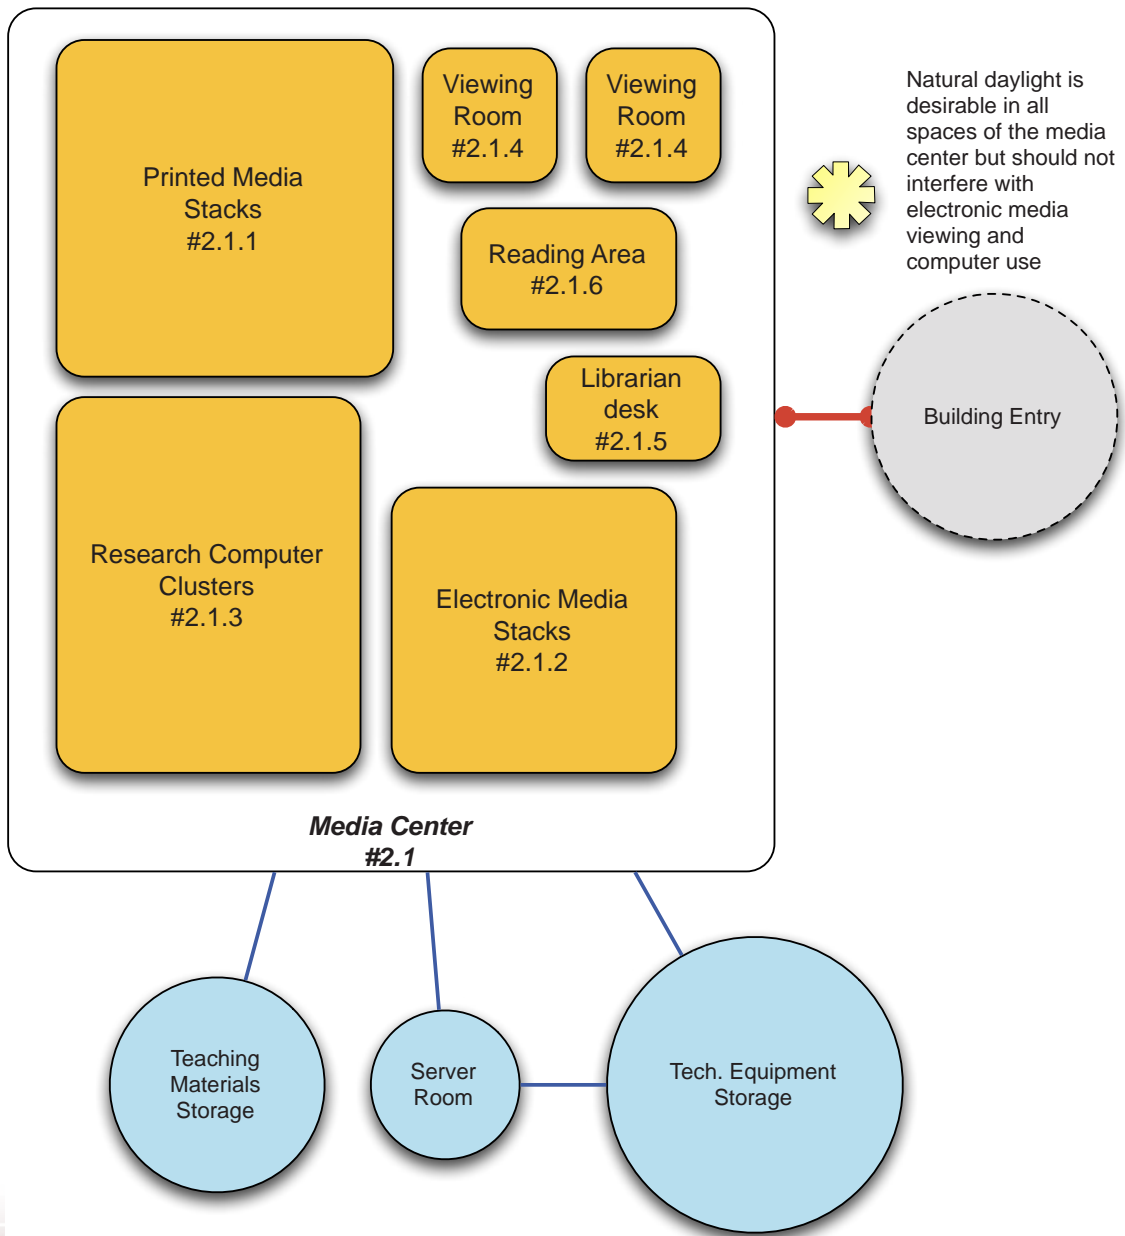 Printed Media
Stacks
#2.1.1
Viewing
Room
#2.1.4
Viewing
Room
#2.1.4
Reading Area
#2.1.6
Librarian
desk
#2.1.5
Research Computer
Clusters
#2.1.3
Electronic Media
Stacks
#2.1.2
Media Center
#2.1
Natural daylight is
desirable in all
spaces of the media
center but should not
interfere with
electronic media
viewing and
computer use
Building Entry
Teaching
Materials
Storage
Server
Room
Tech. Equipment
Storage